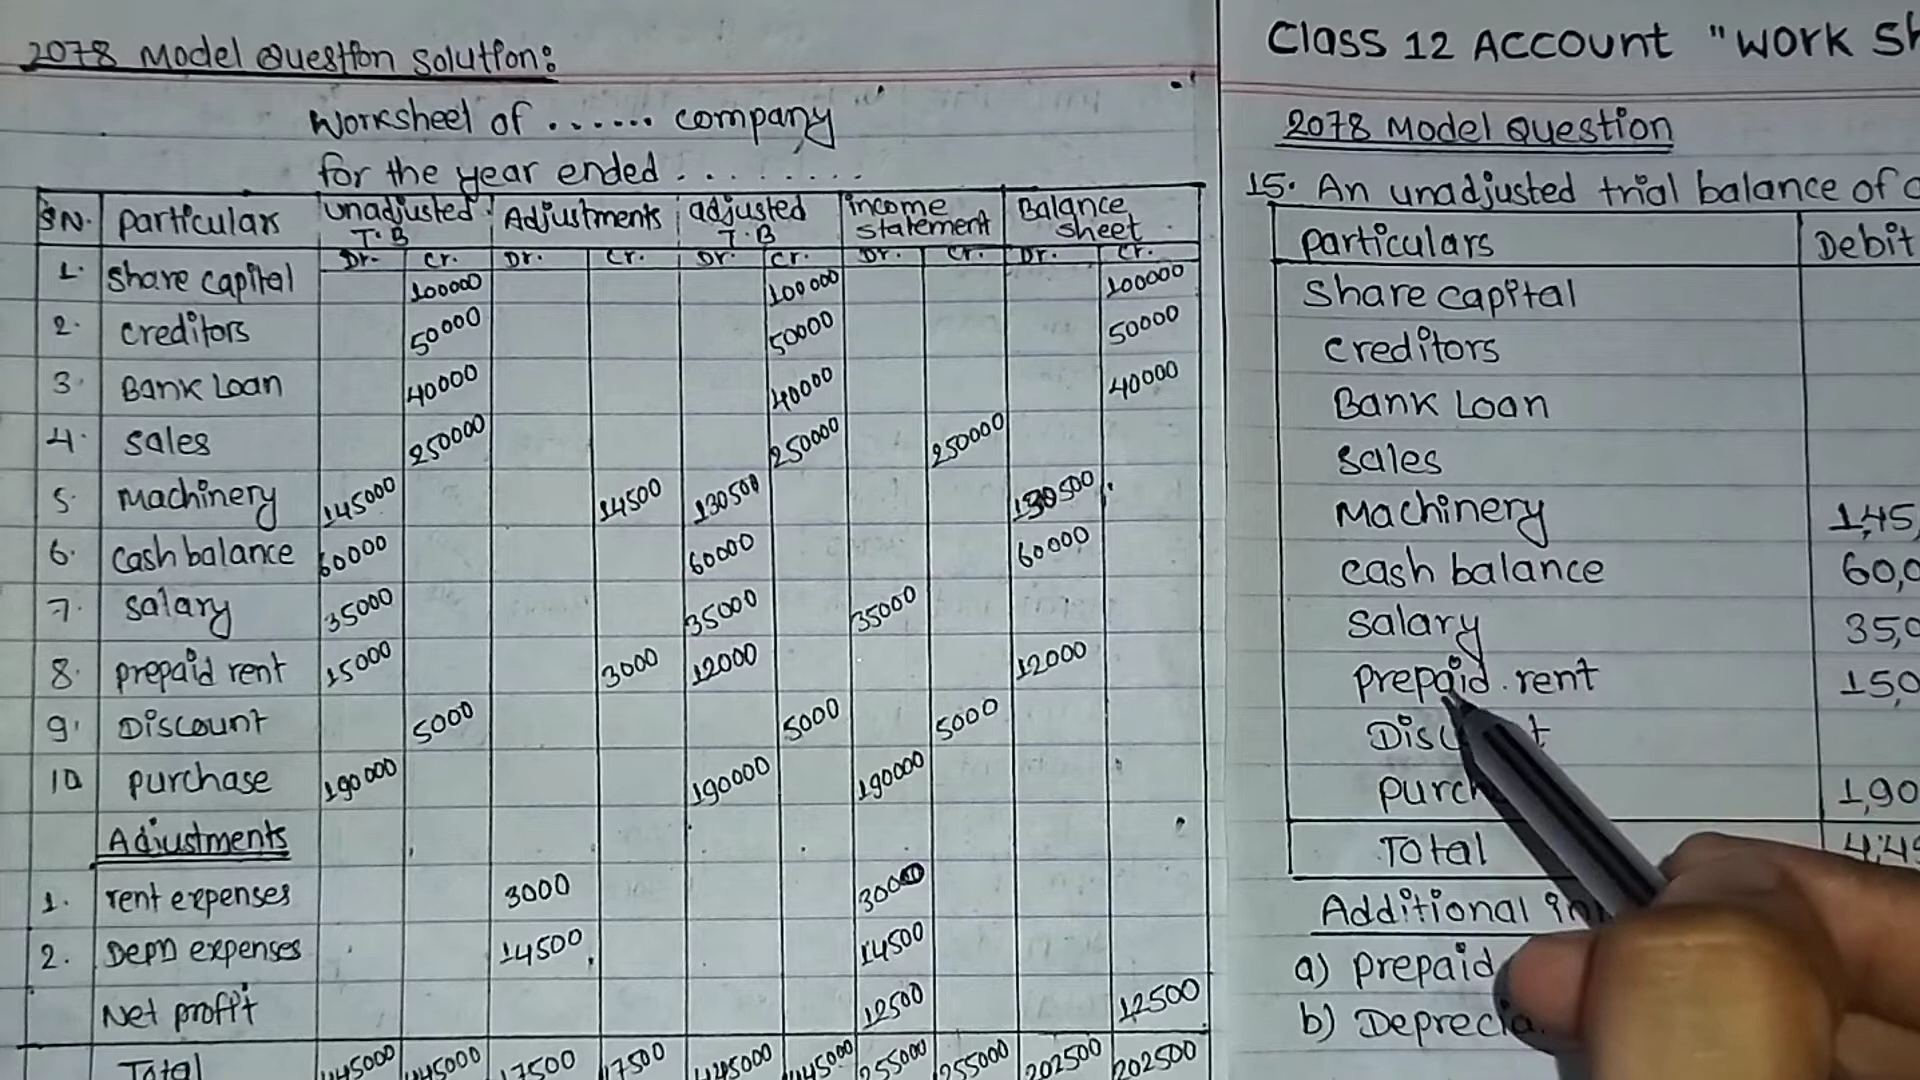 2078 Model Question Solution:
Worksheet of ...... company
for the year ended ........
S.N. Particulars unadjusted T.B Adjustments adjusted T.B income statement Balance sheet
Dr. Cr. Dr. Cr. Dr. Cr. Dr. Cr. Dr. Cr.
1. Share capital 100000 100000 100000
2. creditors 50000 50000 50000
3. Bank Loan 40000 40000 40000
4. sales 250000 250000 250000
5. Machinery 145000 14500 130500 130500
6. cash balance 60000 60000 60000
7. salary 35000 35000 35000
8. prepaid rent 15000 3000 12000 12000
9. Discount 5000 5000 5000
10 purchase 190000 190000 190000
Adjustments
1. rent expenses 3000 3000
2. Depn expenses 14500 14500
Net profit 12500 12500
Total 445000 445000 17500 17500 445000 445000 255000 255000 202500 202500
Class 12 Account "Work Sh
2078 Model Question
15. An unadjusted trial balance of
Particulars Debit
Share capital
creditors
Bank Loan
sales
Machinery 1,45,
cash balance 60,0
salary 35,0
prepaid rent 15,0
Purch 1,90
Total 4,4
Additional
a) prepaid
b) Deprecia